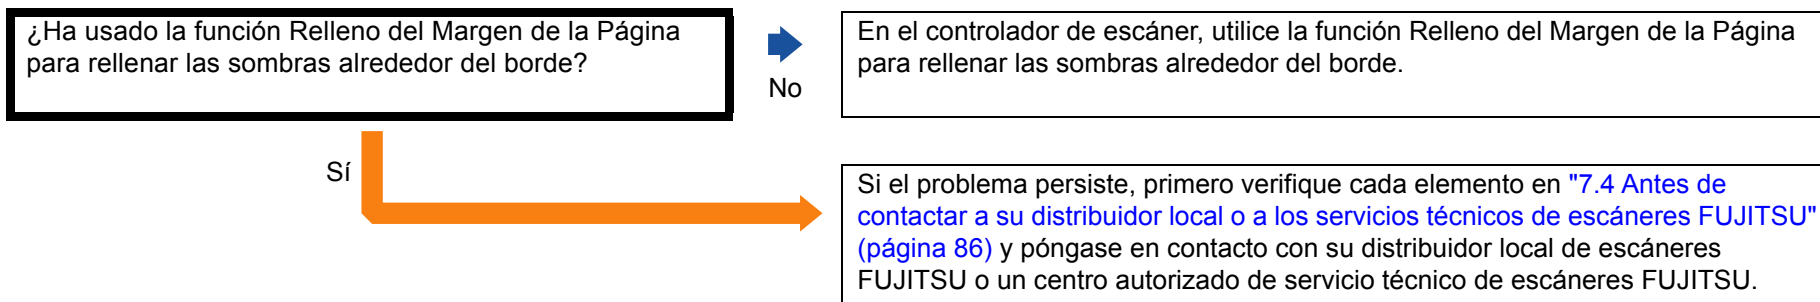 ¿Ha usado la función Relleno del Margen de la Página
para rellenar las sombras alrededor del borde?
No
En el controlador de escáner, utilice la función Relleno del Margen de la Página
para rellenar las sombras alrededor del borde.
Sí
Si el problema persiste, primero verifique cada elemento en "7.4 Antes de
contactar a su distribuidor local o a los servicios técnicos de escáneres FUJITSU"
(página 86) y póngase en contacto con su distribuidor local de escáneres
FUJITSU o un centro autorizado de servicio técnico de escáneres FUJITSU.